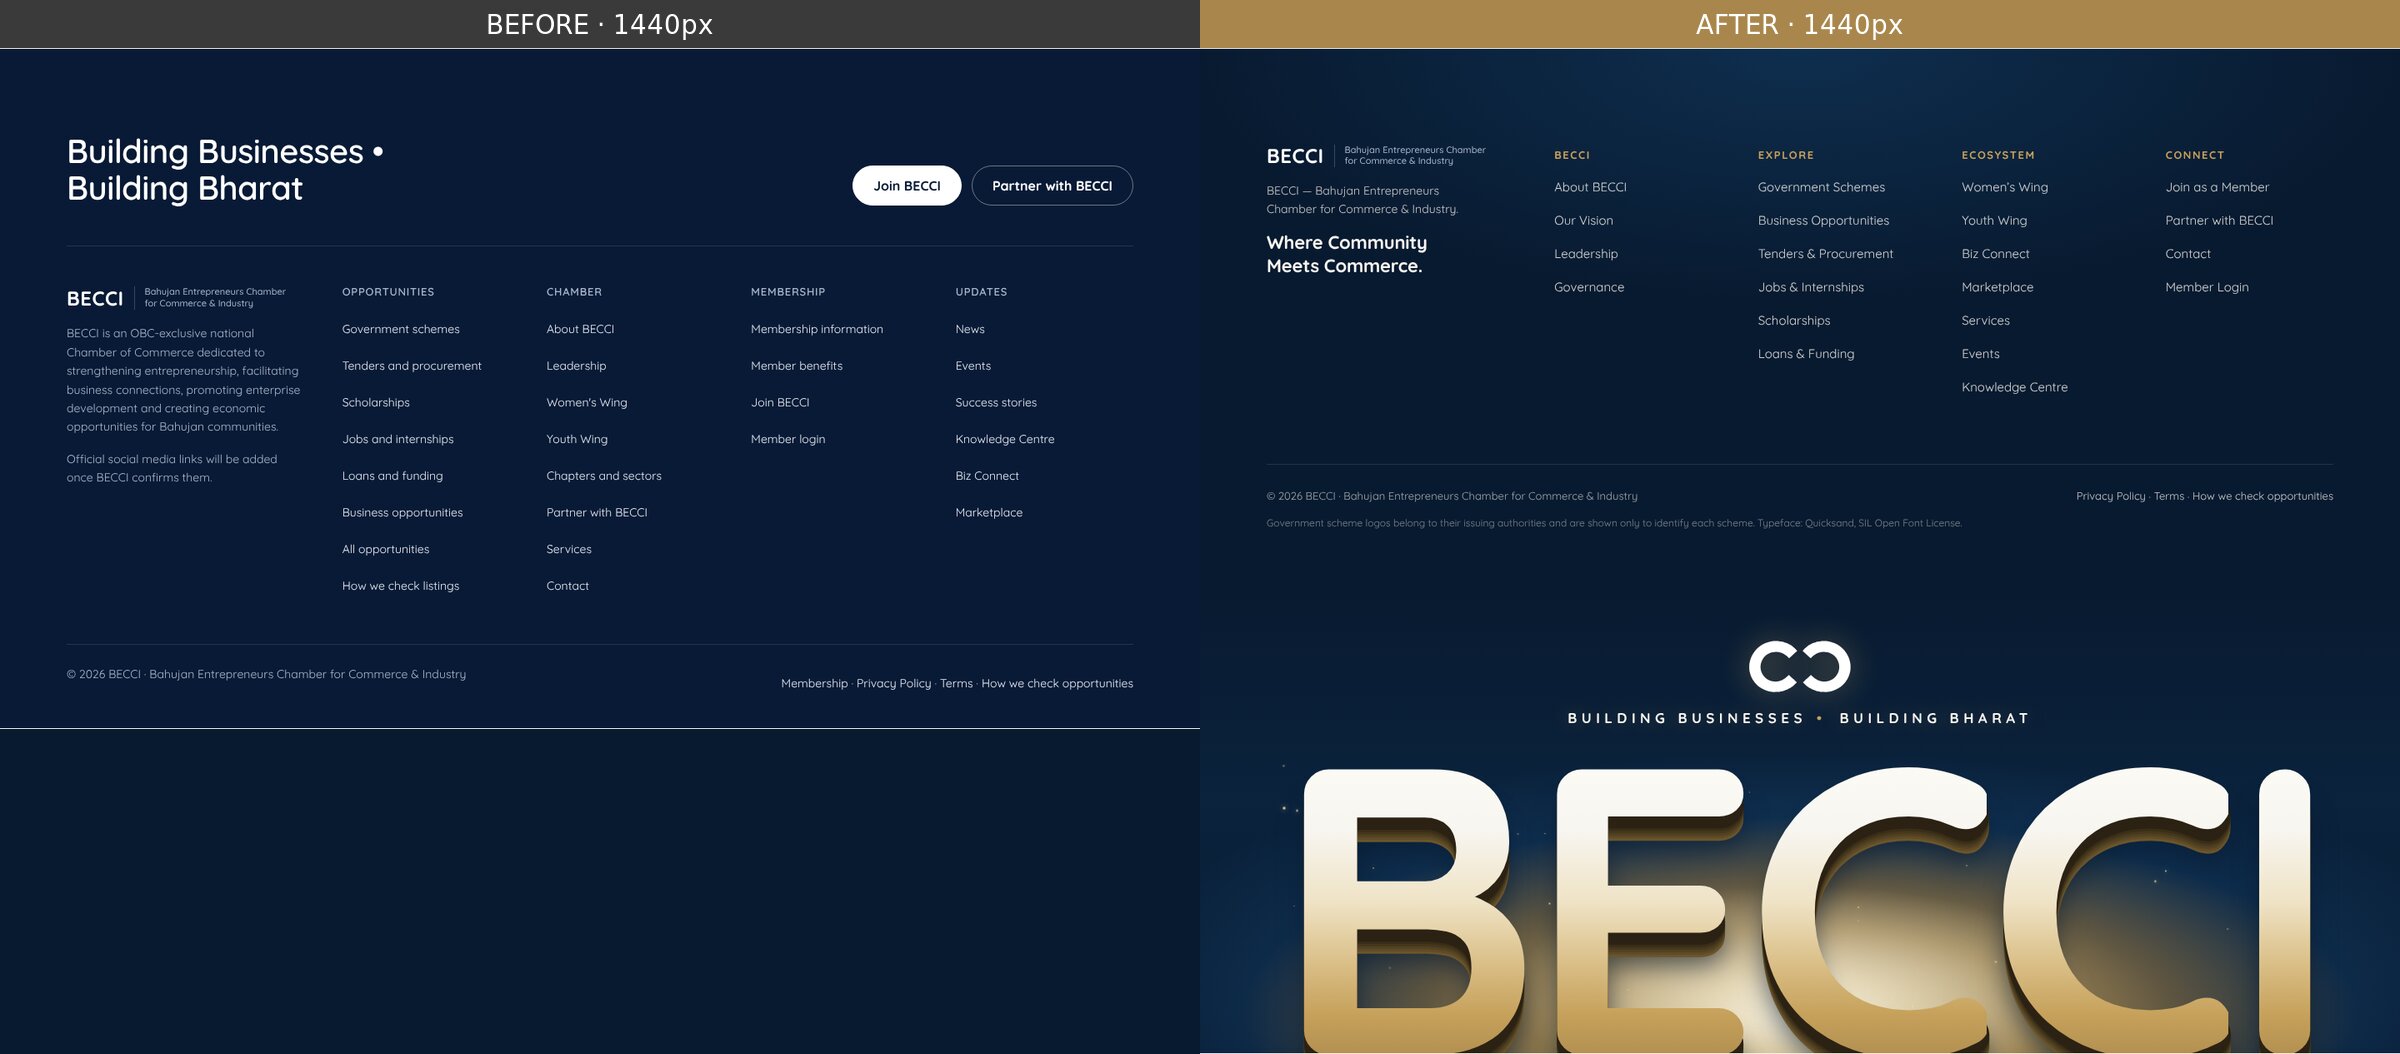 BEFORE · 1440px
Building Businesses •
Building Bharat
Join BECCI
Partner with BECCI
BECCI
Bahujan Entrepreneurs Chamber
for Commerce & Industry
BECCI is an OBC-exclusive national
Chamber of Commerce dedicated to
strengthening entrepreneurship, facilitating
business connections, promoting enterprise
development and creating economic
opportunities for Bahujan communities.
Official social media links will be added
once BECCI confirms them.
OPPORTUNITIES
Government schemes
Tenders and procurement
Scholarships
Jobs and internships
Loans and funding
Business opportunities
All opportunities
How we check listings
CHAMBER
About BECCI
Leadership
Women's Wing
Youth Wing
Chapters and sectors
Partner with BECCI
Services
Contact
MEMBERSHIP
Membership information
Member benefits
Join BECCI
Member login
UPDATES
News
Events
Success stories
Knowledge Centre
Biz Connect
Marketplace
© 2026 BECCI · Bahujan Entrepreneurs Chamber for Commerce & Industry
Membership · Privacy Policy · Terms · How we check opportunities
AFTER · 1440px
BECCI
Bahujan Entrepreneurs Chamber
for Commerce & Industry
BECCI — Bahujan Entrepreneurs
Chamber for Commerce & Industry.
Where Community
Meets Commerce.
BECCI
About BECCI
Our Vision
Leadership
Governance
EXPLORE
Government Schemes
Business Opportunities
Tenders & Procurement
Jobs & Internships
Scholarships
Loans & Funding
ECOSYSTEM
Women’s Wing
Youth Wing
Biz Connect
Marketplace
Services
Events
Knowledge Centre
CONNECT
Join as a Member
Partner with BECCI
Contact
Member Login
© 2026 BECCI · Bahujan Entrepreneurs Chamber for Commerce & Industry
Privacy Policy · Terms · How we check opportunities
Government scheme logos belong to their issuing authorities and are shown only to identify each scheme. Typeface: Quicksand, SIL Open Font License.
BUILDING BUSINESSES • BUILDING BHARAT
BECCI